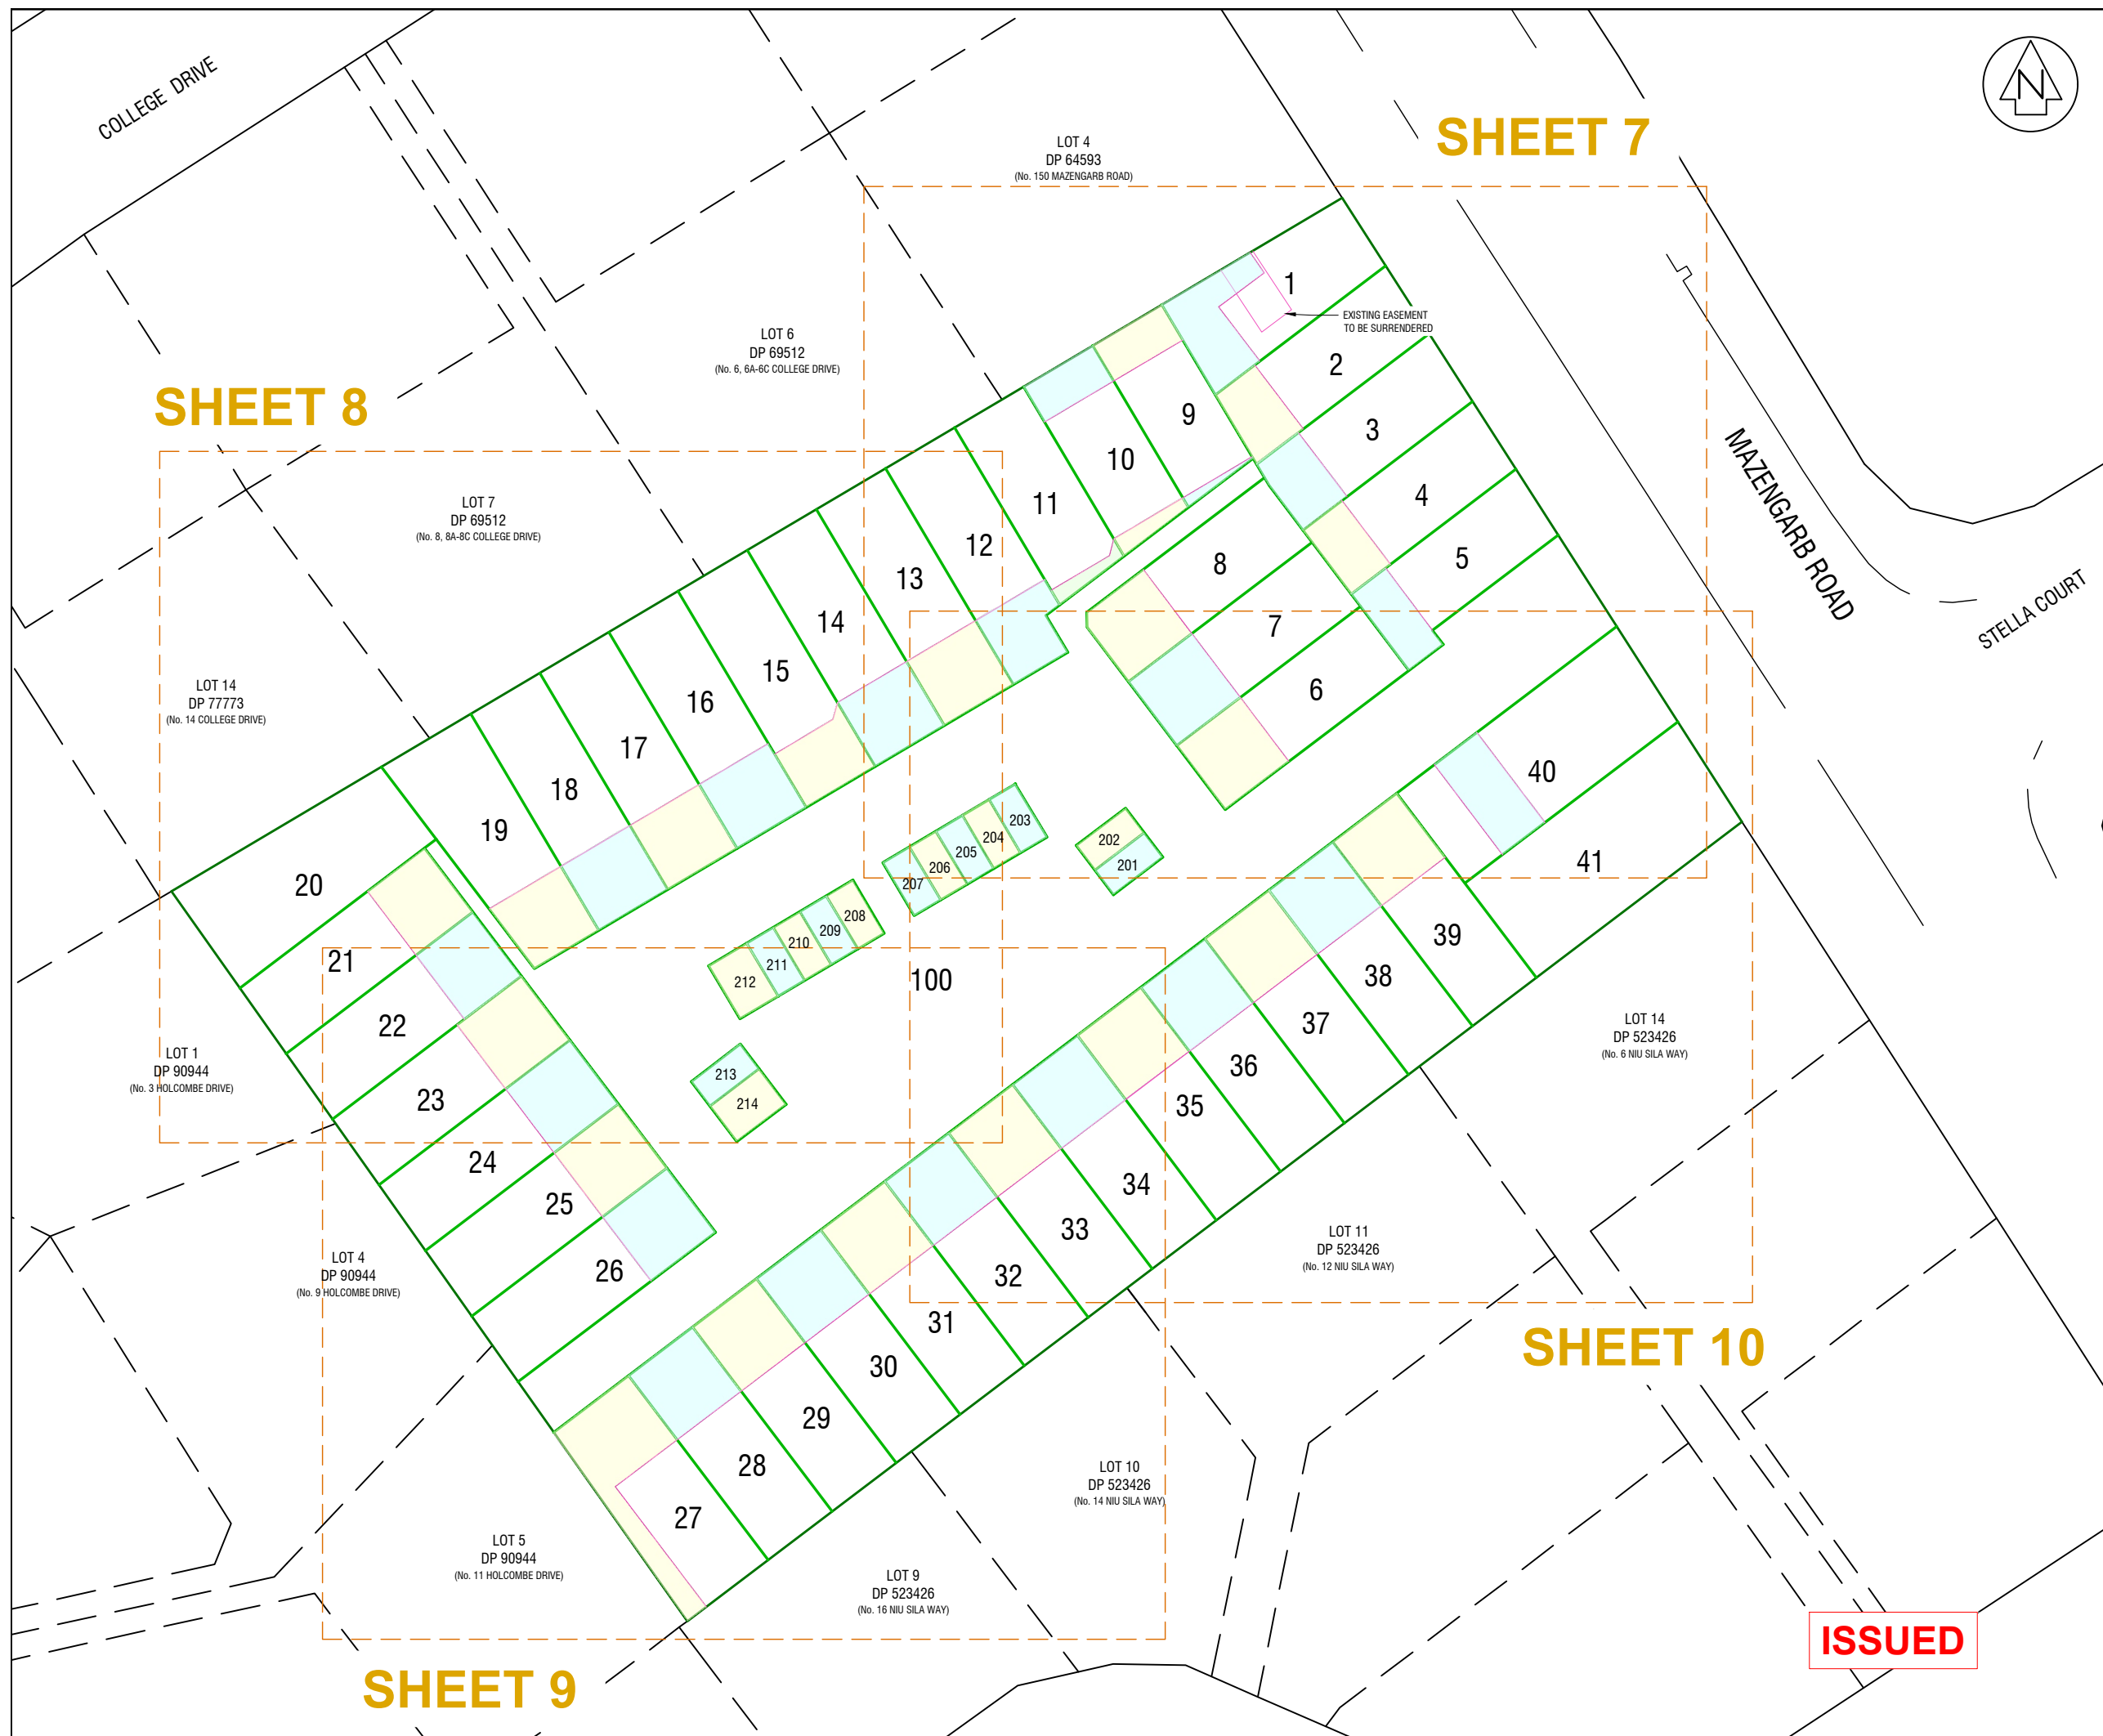 COLLEGE DRIVE
N
SHEET 7
LOT 4
DP 64593
(No. 150 MAZENGARB ROAD)
1
EXISTING EASEMENT
TO BE SURRENDERED
LOT 6
DP 69512
(No. 6, 6A-6C COLLEGE DRIVE)
2
SHEET 8
9
3
10
MAZENGARB ROAD
LOT 7
DP 69512
(No. 8, 8A-8C COLLEGE DRIVE)
11
4
12
5
13
8
STELLA COURT
14
7
15
6
LOT 14
DP 77773
(No. 14 COLLEGE DRIVE)
16
17
40
18
19
203
204
205
206
207
202
201
41
20
208
209
210
211
212
39
21
100
38
22
37
LOT 14
DP 523426
(No. 6 NIU SILA WAY)
LOT 1
DP 90944
(No. 3 HOLCOMBE DRIVE)
213
214
36
23
35
24
34
25
33
LOT 11
DP 523426
(No. 12 NIU SILA WAY)
LOT 4
DP 90944
(No. 9 HOLCOMBE DRIVE)
26
32
31
SHEET 10
30
29
28
LOT 10
DP 523426
(No. 14 NIU SILA WAY)
27
LOT 5
DP 90944
(No. 11 HOLCOMBE DRIVE)
LOT 9
DP 523426
(No. 16 NIU SILA WAY)
ISSUED
SHEET 9